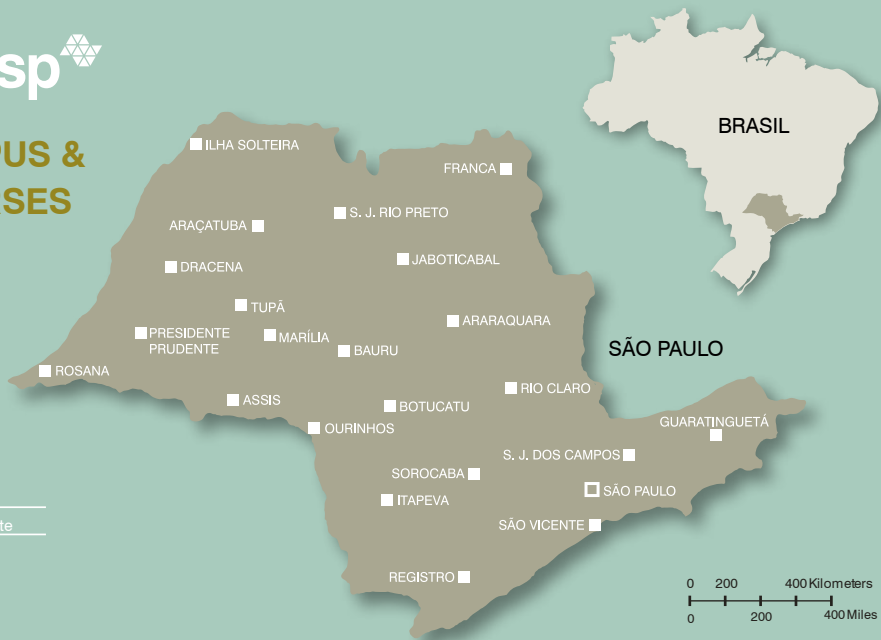 sp
PUS &
RSES
BRASIL
SÃO PAULO
ILHA SOLTEIRA
FRANCA
S. J. RIO PRETO
ARAÇATUBA
JABOTICABAL
DRACENA
TUPÃ
ARARAQUARA
PRESIDENTE
PRUDENTE
MARÍLIA
BAURU
ROSANA
RIO CLARO
ASSIS
BOTUCATU
GUARATINGUETÁ
OURINHOS
S. J. DOS CAMPOS
SOROCABA
SÃO PAULO
ITAPEVA
SÃO VICENTE
te
REGISTRO
0 200 400 Kilometers
0 200 400 Miles